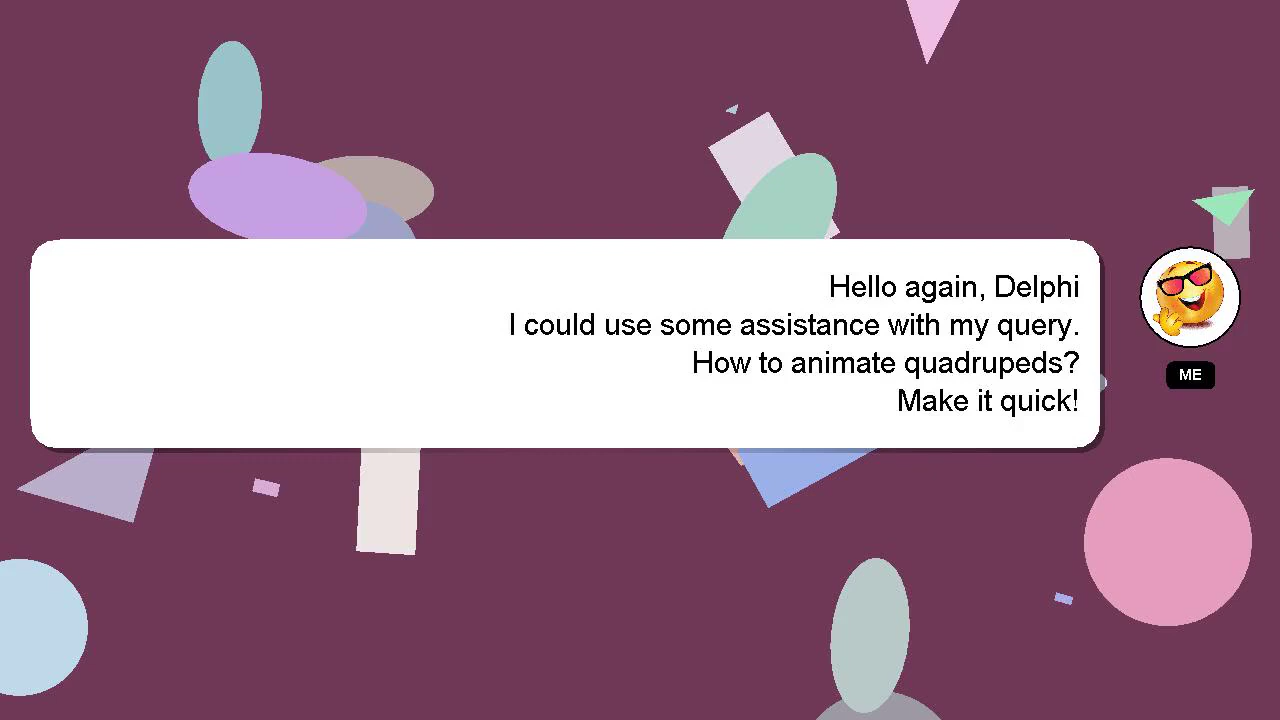 Hello again, Delphi
I could use some assistance with my query.
How to animate quadrupeds?
Make it quick!
ME